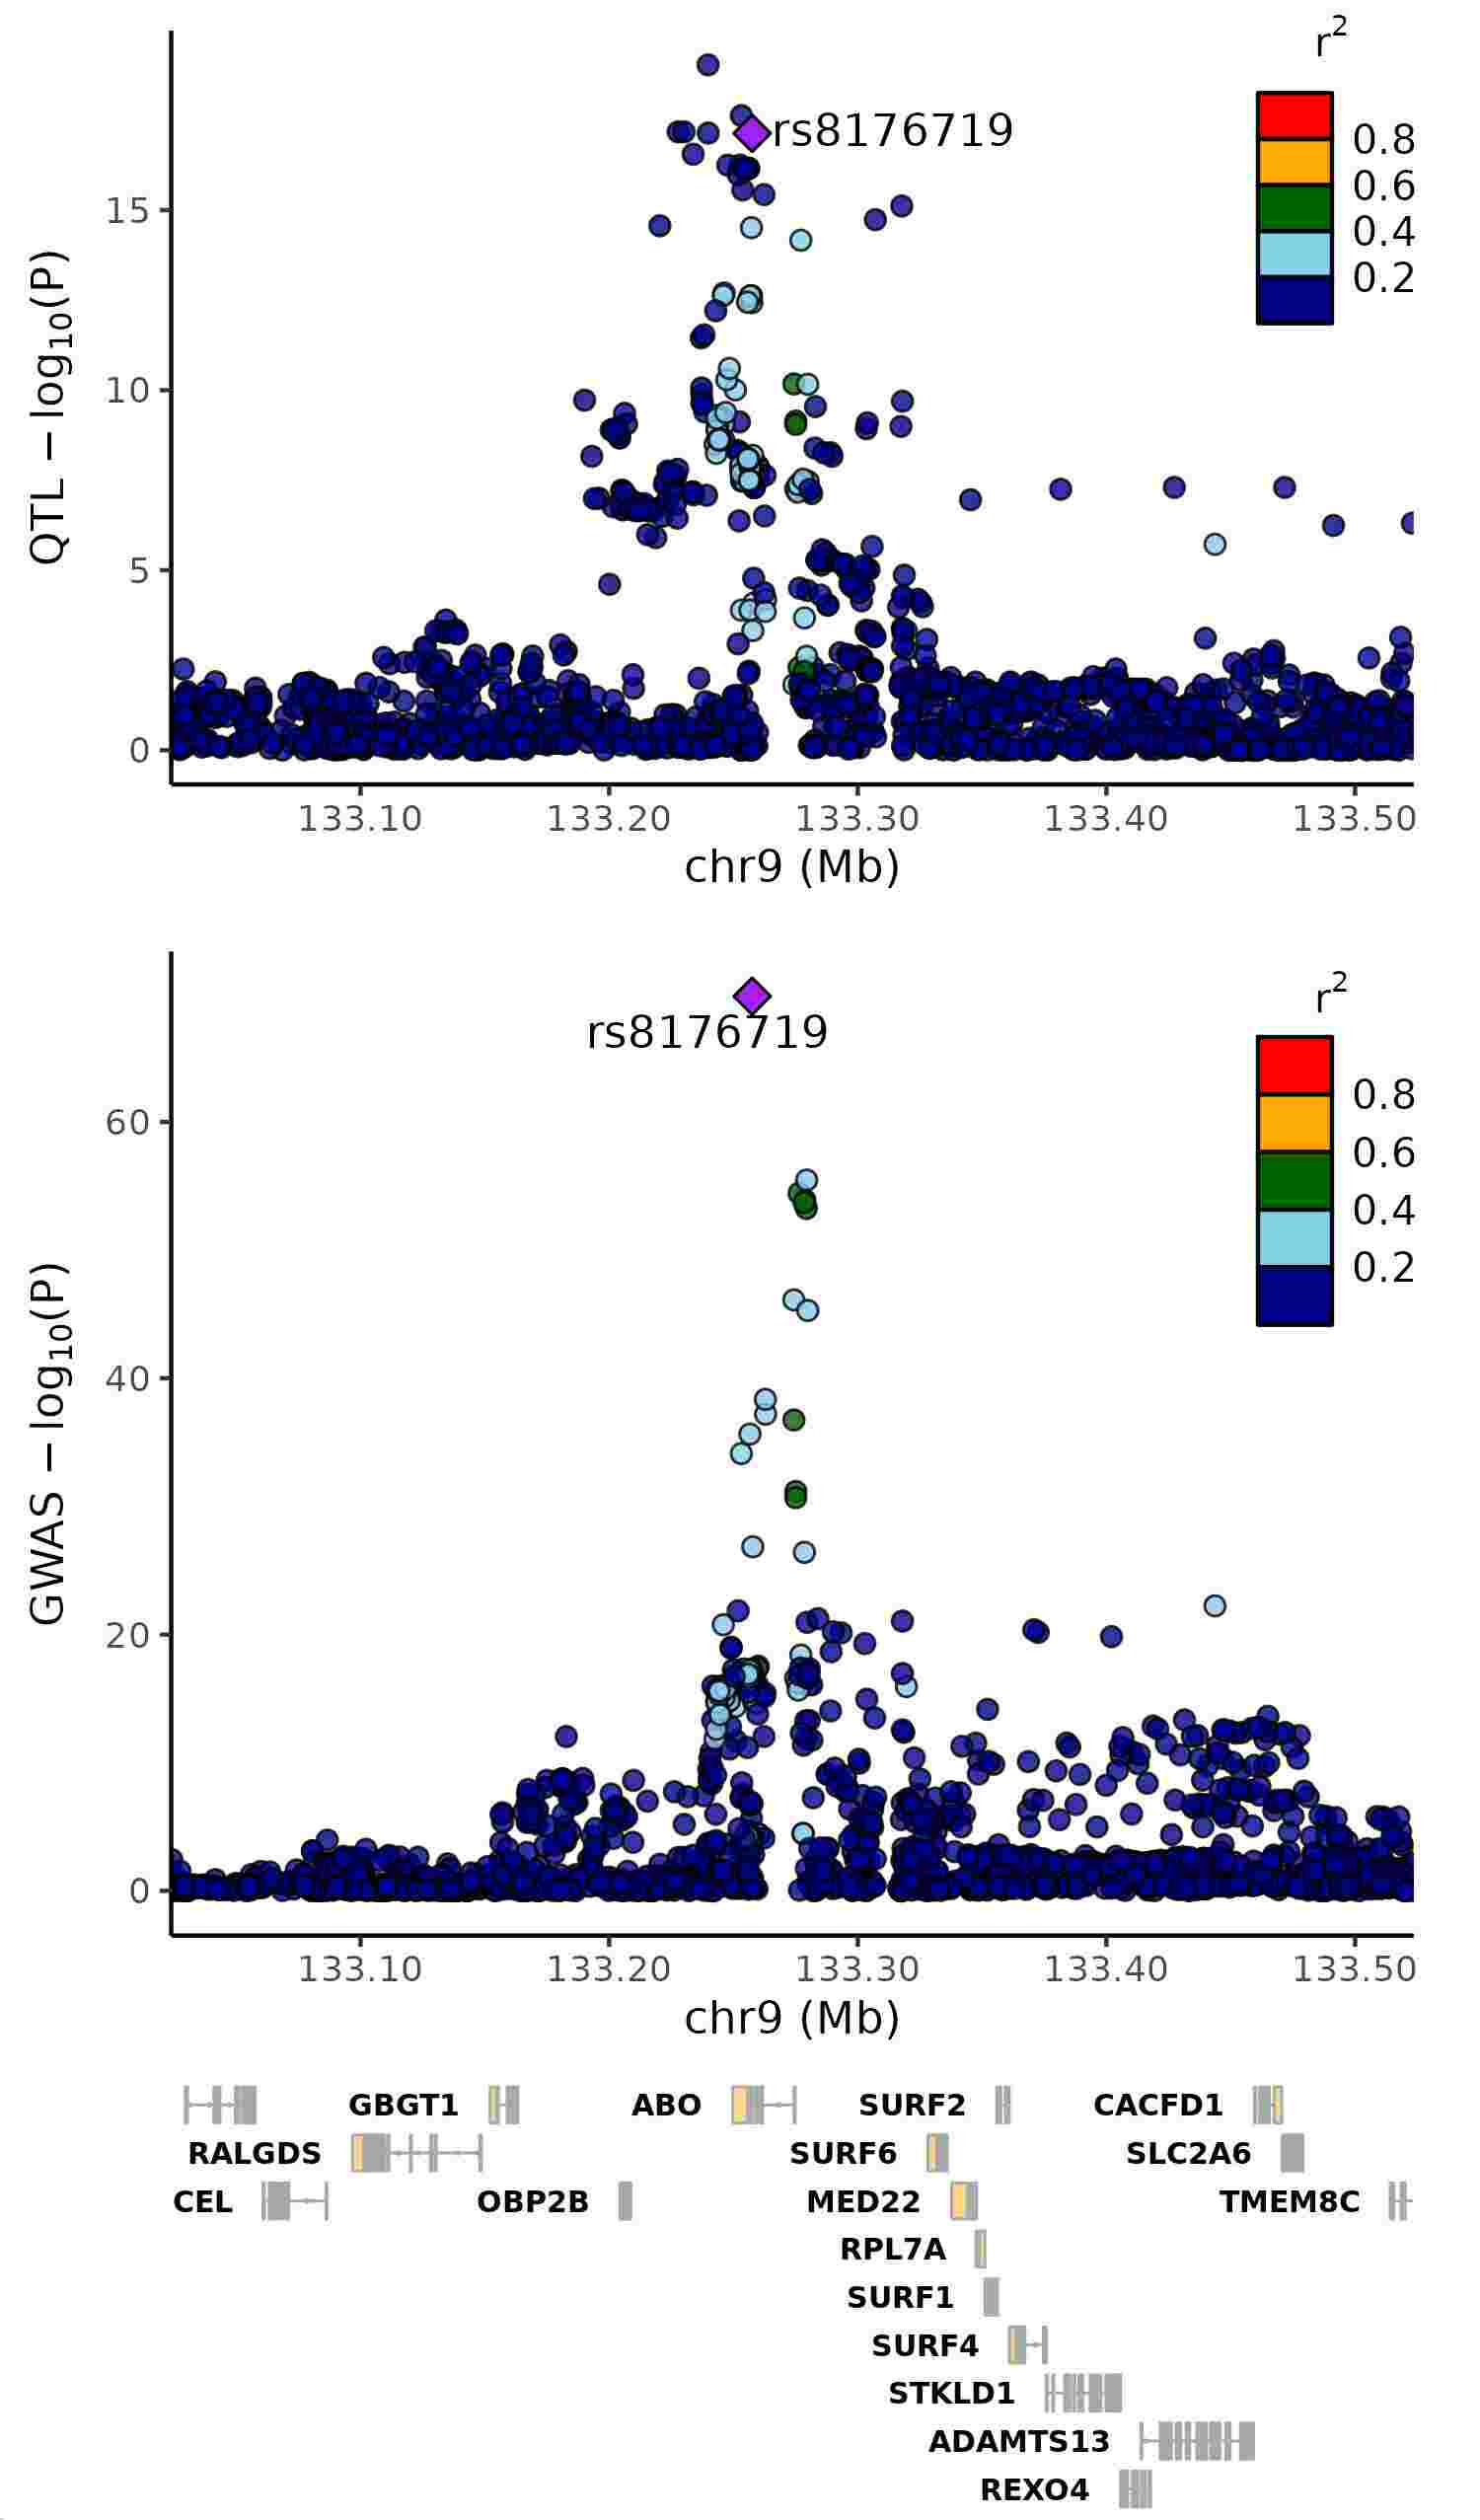 r²
0.8
0.6
0.4
0.2
rs8176719
15
10
5
0
QTL − log₁₀(P)
133.10 133.20 133.30 133.40 133.50
chr9 (Mb)
r²
0.8
0.6
0.4
0.2
rs8176719
60
40
20
0
GWAS − log₁₀(P)
133.10 133.20 133.30 133.40 133.50
chr9 (Mb)
GBGT1 ABO SURF2 CACFD1
RALGDS SURF6 SLC2A6
CEL OBP2B MED22 TMEM8C
RPL7A
SURF1
SURF4
STKLD1
ADAMTS13
REXO4